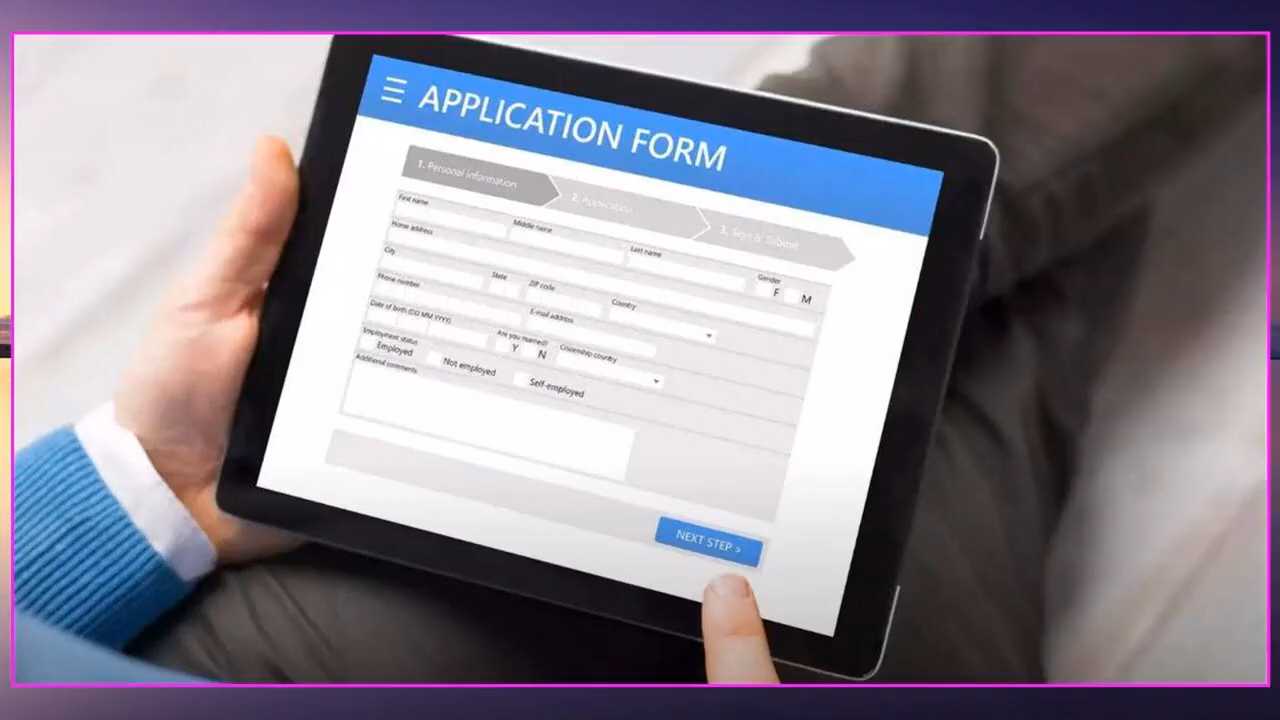 APPLICATION FORM
1. Personal information
2. Application
3. Sign & Submit
First name
Middle name
Last name
Gender
F
M
Home address
City
State
ZIP code
Country
Phone number
E-mail address
Date of birth (DD MM YYYY)
Are you married?
Y
N
Citizenship country
Employment status
Employed
Not employed
Self-employed
Additional comments
NEXT STEP >